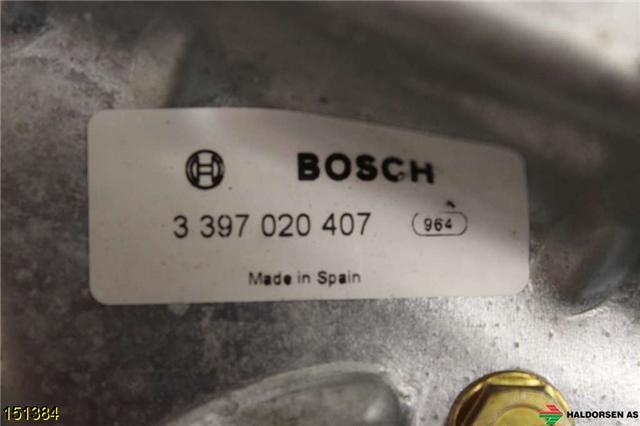 BOSCH
3 397 020 407 964
Made in Spain
151384 HALDORSEN AS